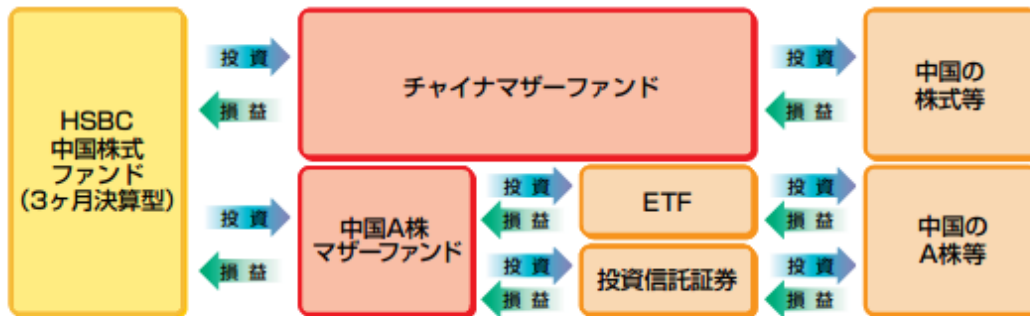 HSBC
中国株式
ファンド
(3ヶ月決算型)
投資
損益
チャイナマザーファンド
投資
損益
中国の
株式等
投資
損益
中国A株
マザーファンド
投資
損益
ETF
投資
損益
投資
損益
投資信託証券
投資
損益
中国の
A株等